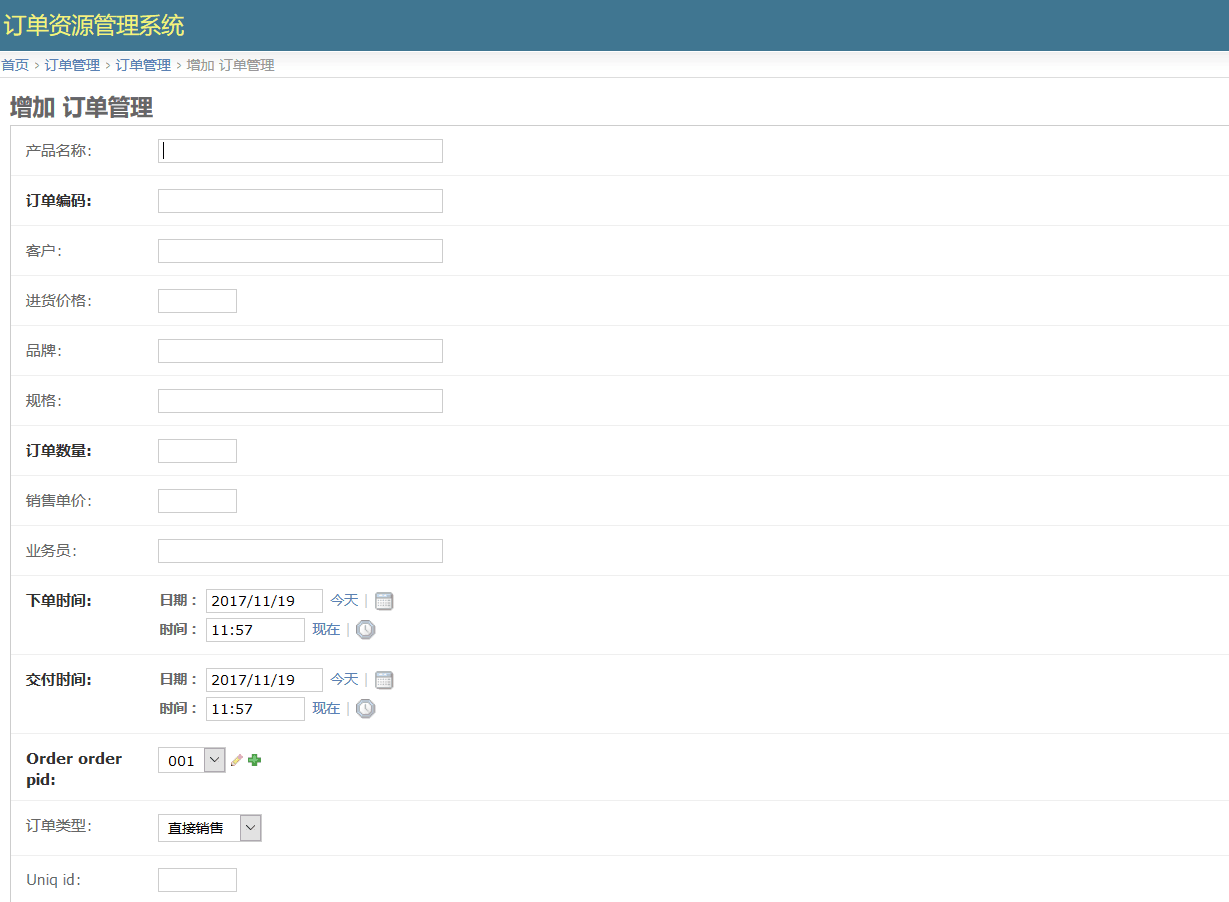 订单资源管理系统
首页 › 订单管理 › 订单管理 › 增加 订单管理
增加 订单管理
产品名称:
订单编码:
客户:
进货价格:
品牌:
规格:
订单数量:
销售单价:
业务员:
下单时间: 日期： 2017/11/19 今天 |
时间： 11:57 现在 |
交付时间: 日期： 2017/11/19 今天 |
时间： 11:57 现在 |
Order order 001
pid:
订单类型: 直接销售
Uniq id: